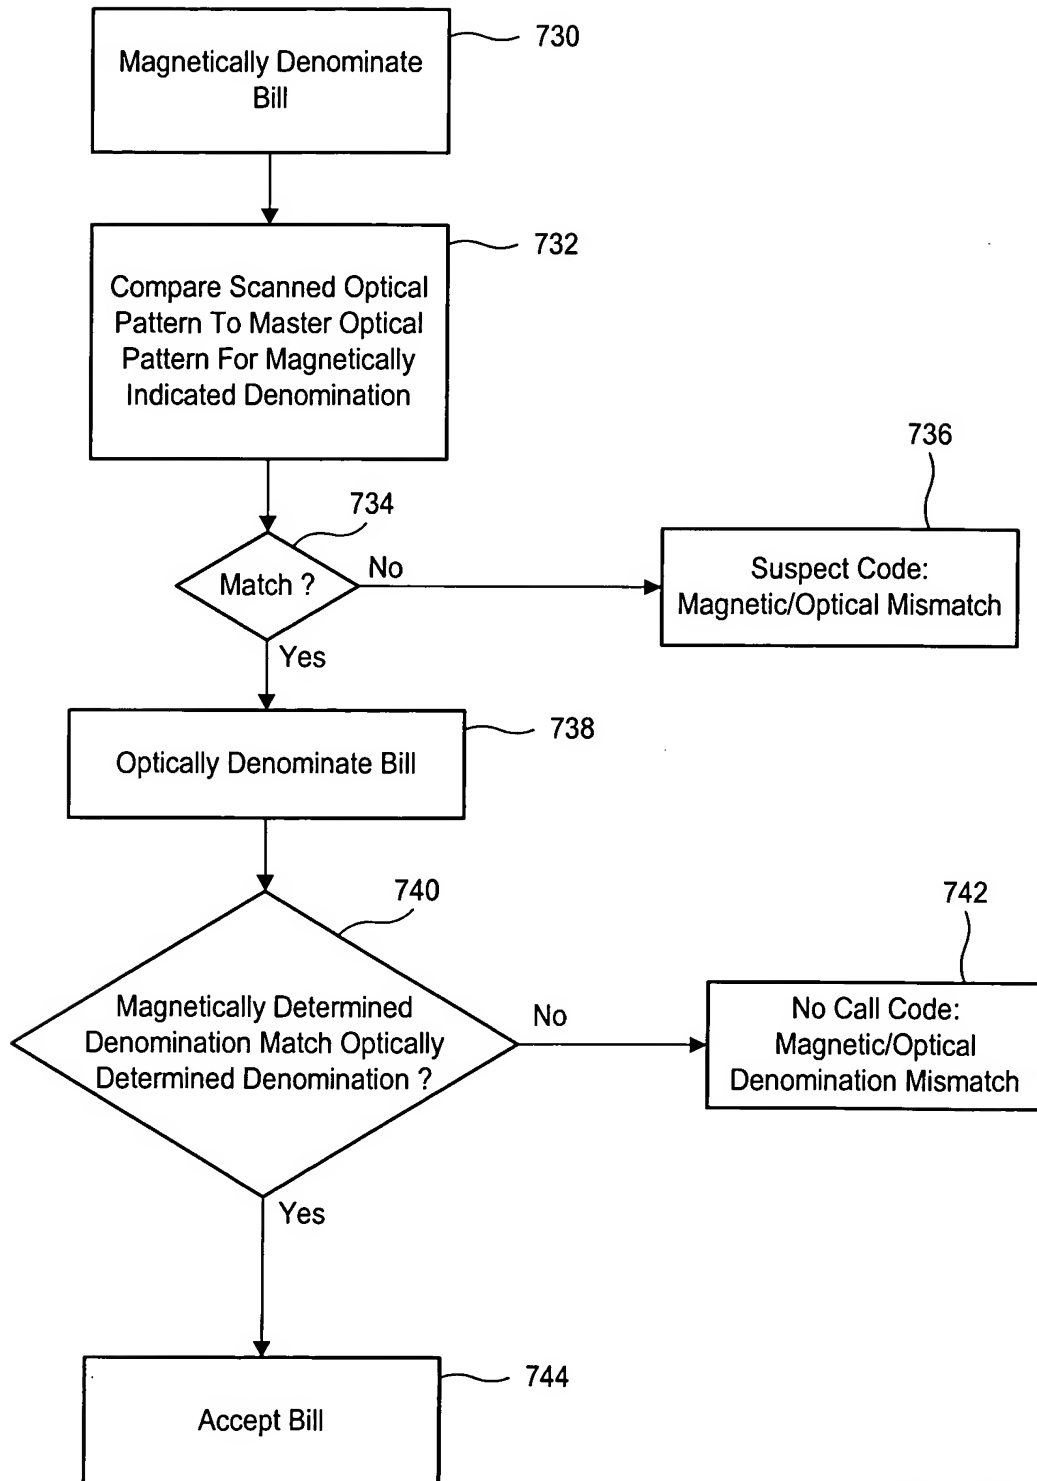 730
Magnetically Denominate
Bill
732
Compare Scanned Optical
Pattern To Master Optical
Pattern For Magnetically
Indicated Denomination
736
734
Match ?
No
Suspect Code:
Magnetic/Optical Mismatch
Yes
738
Optically Denominate Bill
740
742
Magnetically Determined
Denomination Match Optically
Determined Denomination ?
No
No Call Code:
Magnetic/Optical
Denomination Mismatch
Yes
744
Accept Bill